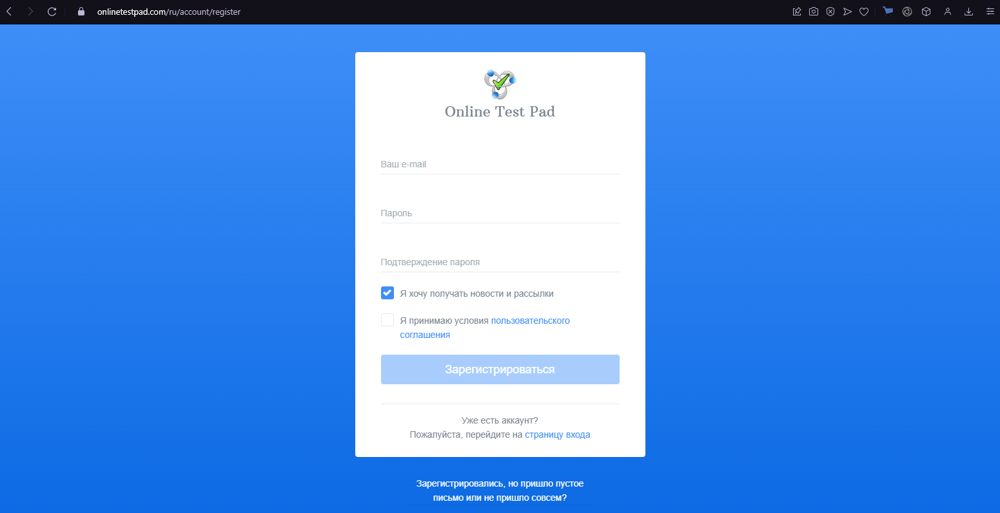 onlinetestpad.com/ru/account/register
Online Test Pad
Ваш e-mail
Пароль
Подтверждение пароля
Я хочу получать новости и рассылки
Я принимаю условия пользовательского
соглашения
Зарегистрироваться
Уже есть аккаунт?
Пожалуйста, перейдите на страницу входа
Зарегистрировались, но пришло пустое
письмо или не пришло совсем?